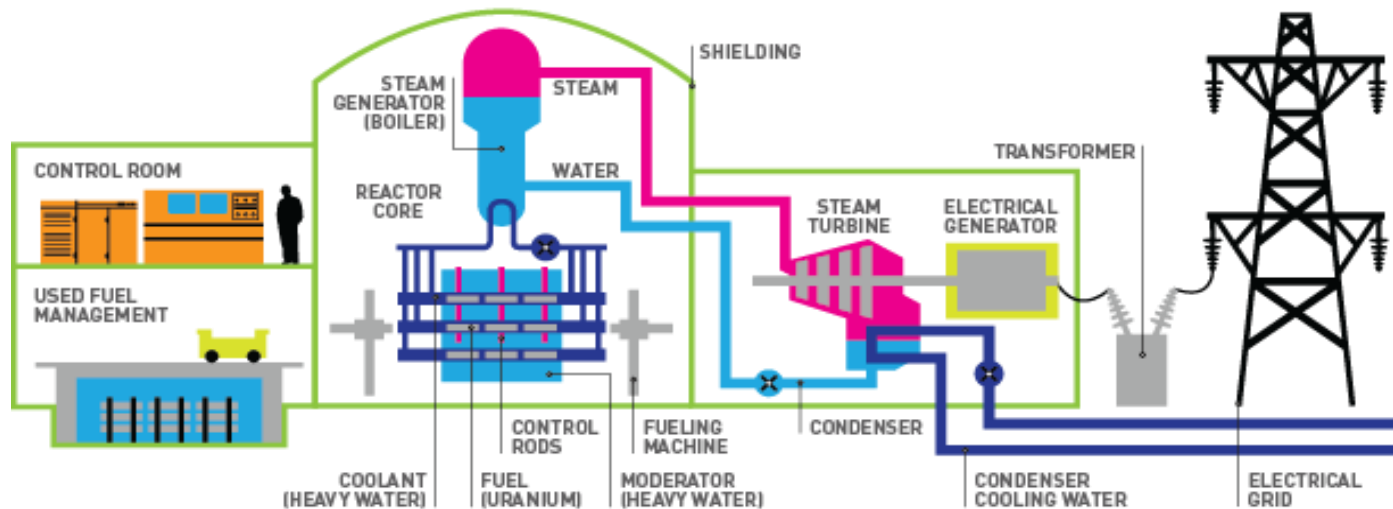 SHIELDING
STEAM
GENERATOR
(BOILER)
STEAM
TRANSFORMER
CONTROL ROOM
WATER
REACTOR
CORE
STEAM
TURBINE
ELECTRICAL
GENERATOR
USED FUEL
MANAGEMENT
CONTROL
RODS
FUELING
MACHINE
CONDENSER
COOLANT
(HEAVY WATER)
FUEL
(URANIUM)
MODERATOR
(HEAVY WATER)
CONDENSER
COOLING WATER
ELECTRICAL
GRID